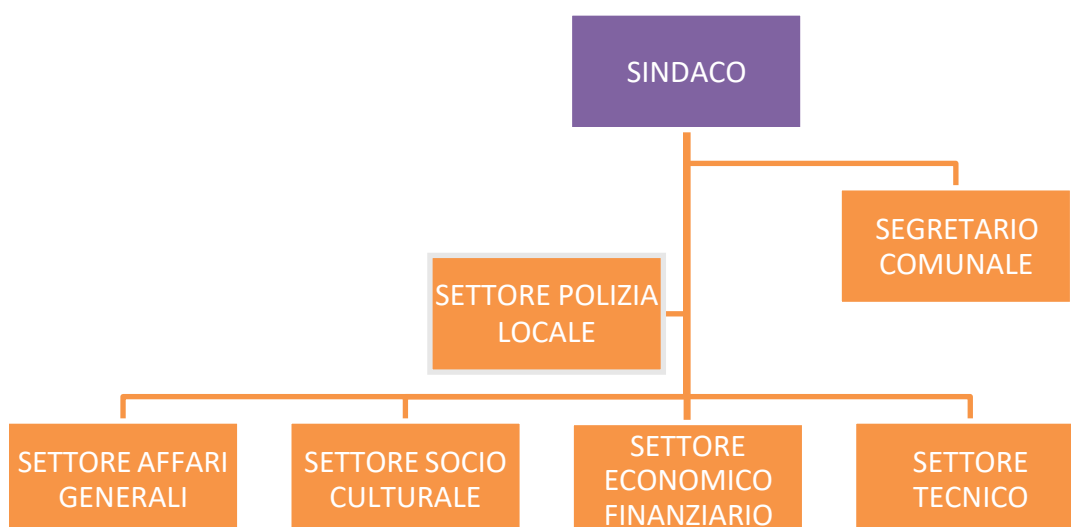 SINDACO
SEGRETARIO
COMUNALE
SETTORE POLIZIA
LOCALE
SETTORE AFFARI
GENERALI
SETTORE SOCIO
CULTURALE
SETTORE
ECONOMICO
FINANZIARIO
SETTORE
TECNICO